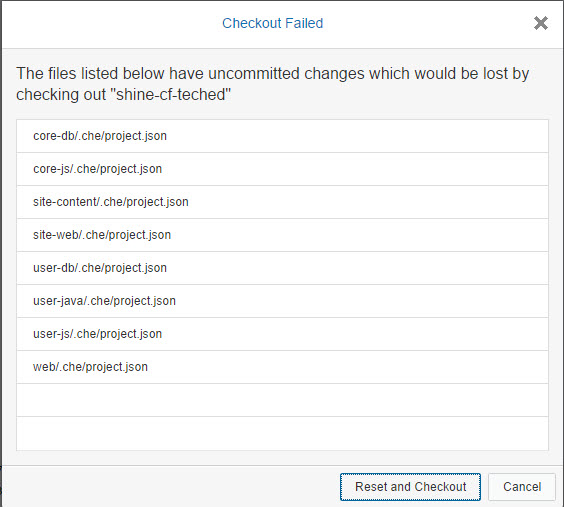 Checkout Failed
The files listed below have uncommitted changes which would be lost by
checking out "shine-cf-teched"
core-db/.che/project.json
core-js/.che/project.json
site-content/.che/project.json
site-web/.che/project.json
user-db/.che/project.json
user-java/.che/project.json
user-js/.che/project.json
web/.che/project.json
Reset and Checkout
Cancel